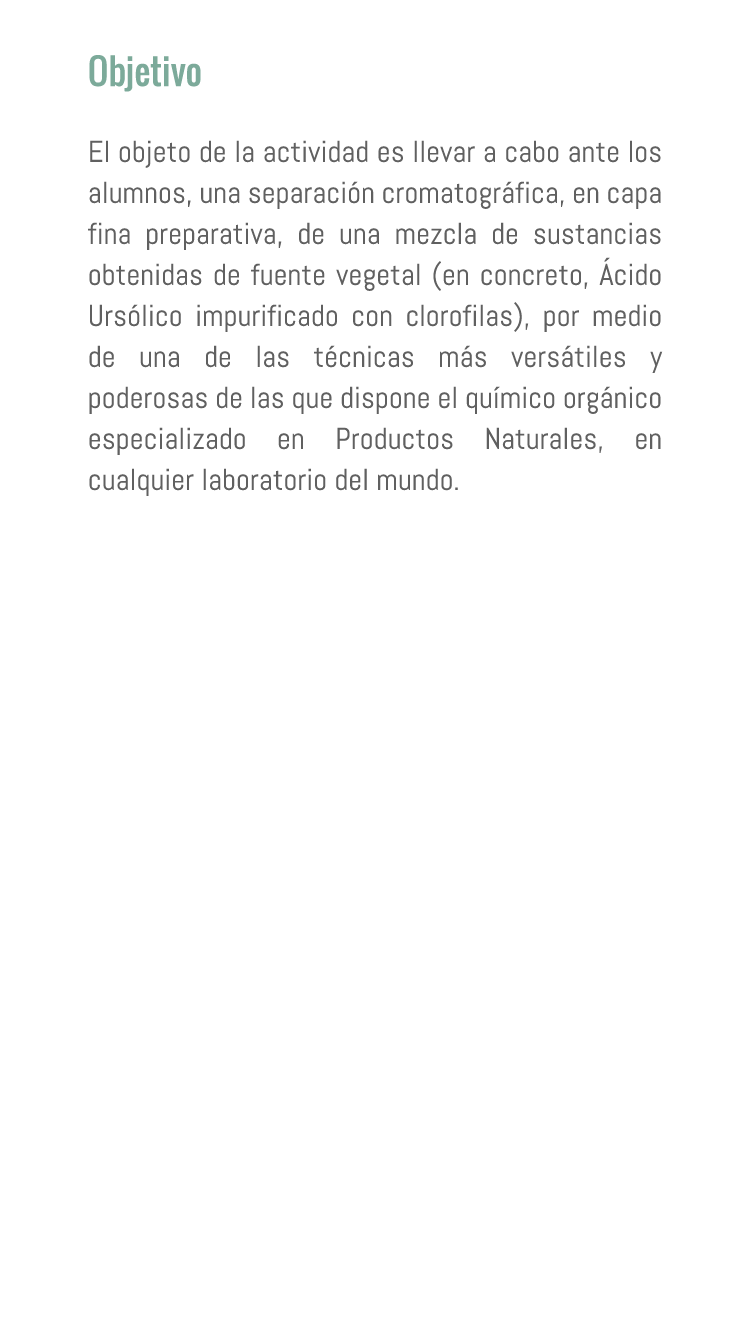 Objetivo
El objeto de la actividad es llevar a cabo ante los
alumnos, una separación cromatográfica, en capa
fina preparativa, de una mezcla de sustancias
obtenidas de fuente vegetal (en concreto, Ácido
Ursólico impurificado con clorofilas), por medio
de una de las técnicas más versátiles y
poderosas de las que dispone el químico orgánico
especializado en Productos Naturales, en
cualquier laboratorio del mundo.